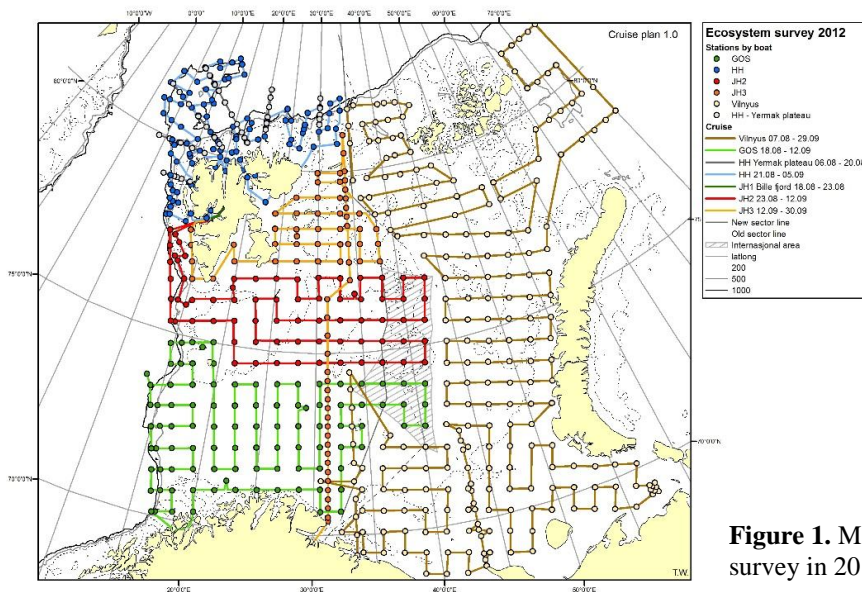 10°0'0"W 0°0'0" 10°0'0"E 20°0'0"E 30°0'0"E 40°0'0"E 50°0'0"E 60°0'0"E 70°0'0"E
Cruise plan 1.0
Ecosystem survey 2012
Stations by boat
GOS
HH
JH2
JH3
Vilnyus
HH - Yermak plateau
Cruise
Vilnyus 07.08 - 29.09
GOS 18.08 - 12.09
HH Yermak plateau 06.08 - 20.08
HH 21.08 - 05.09
JH1 Bille fjord 18.08 - 23.08
JH2 23.08 - 12.09
JH3 12.09 - 30.09
New sector line
Old sector line
Internasjonal area
latlong
200
500
1000
80°0'0"N
75°0'0"N
70°0'0"N
70°0'0"N
20°0'0"E 30°0'0"E 40°0'0"E 50°0'0"E
T.W.
Figure 1. M
survey in 20